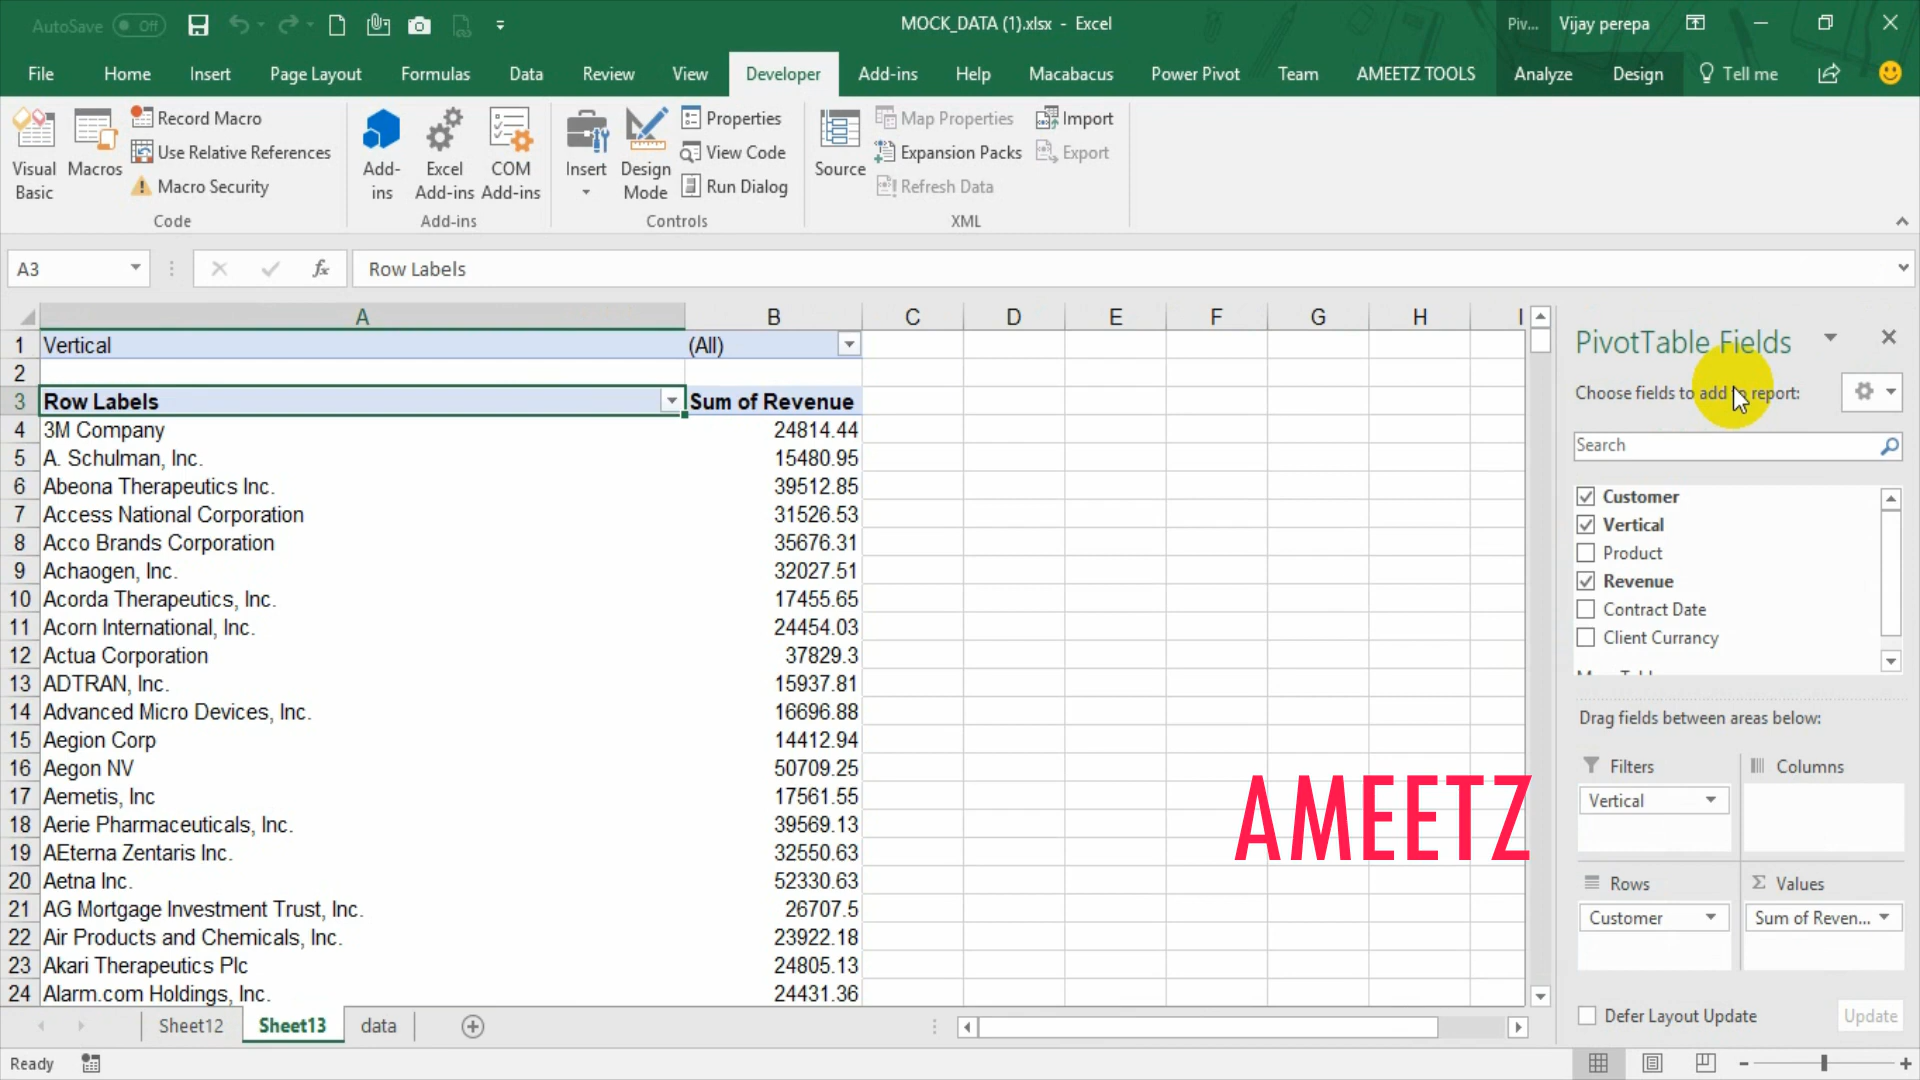 AutoSave Off MOCK_DATA (1).xlsx - Excel Piv... Vijay perepa
File Home Insert Page Layout Formulas Data Review View Developer Add-ins Help Macabacus Power Pivot Team AMEETZ TOOLS Analyze Design Tell me
Visual Basic
Macros
Record Macro
Use Relative References
Macro Security
Code
Add-ins
Excel Add-ins
COM Add-ins
Add-ins
Insert
Design Mode
Properties
View Code
Run Dialog
Controls
Source
Map Properties
Expansion Packs
Refresh Data
Import
Export
XML
A3 fx Row Labels
A B C D E F G H I
1 Vertical (All)
2
3 Row Labels Sum of Revenue
4 3M Company 24814.44
5 A. Schulman, Inc. 15480.95
6 Abeona Therapeutics Inc. 39512.85
7 Access National Corporation 31526.53
8 Acco Brands Corporation 35676.31
9 Achaogen, Inc. 32027.51
10 Acorda Therapeutics, Inc. 17455.65
11 Acorn International, Inc. 24454.03
12 Actua Corporation 37829.3
13 ADTRAN, Inc. 15937.81
14 Advanced Micro Devices, Inc. 16696.88
15 Aegion Corp 14412.94
16 Aegon NV 50709.25
17 Aemetis, Inc 17561.55
18 Aerie Pharmaceuticals, Inc. 39569.13
19 AEterna Zentaris Inc. 32550.63
20 Aetna Inc. 52330.63
21 AG Mortgage Investment Trust, Inc. 26707.5
22 Air Products and Chemicals, Inc. 23922.18
23 Akari Therapeutics Plc 24805.13
24 Alarm.com Holdings, Inc. 24431.36
AMEETZ
PivotTable Fields
Choose fields to add to report:
Search
Customer
Vertical
Product
Revenue
Contract Date
Client Currency
Drag fields between areas below:
Filters
Vertical
Columns
Rows
Customer
Σ Values
Sum of Reven...
Defer Layout Update Update
Sheet12 Sheet13 data
Ready